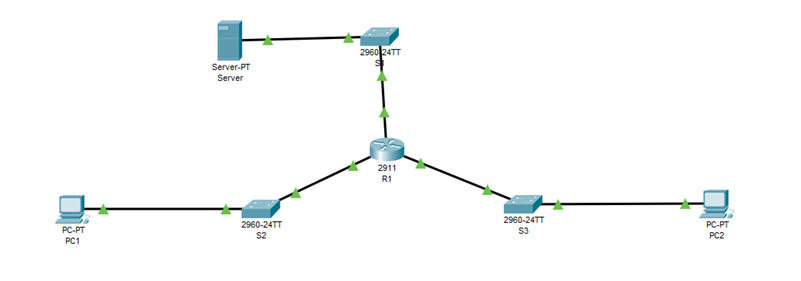 2960-24TT
S1
Server-PT
Server
2911
R1
PC-PT
PC1
2960-24TT
S2
2960-24TT
S3
PC-PT
PC2